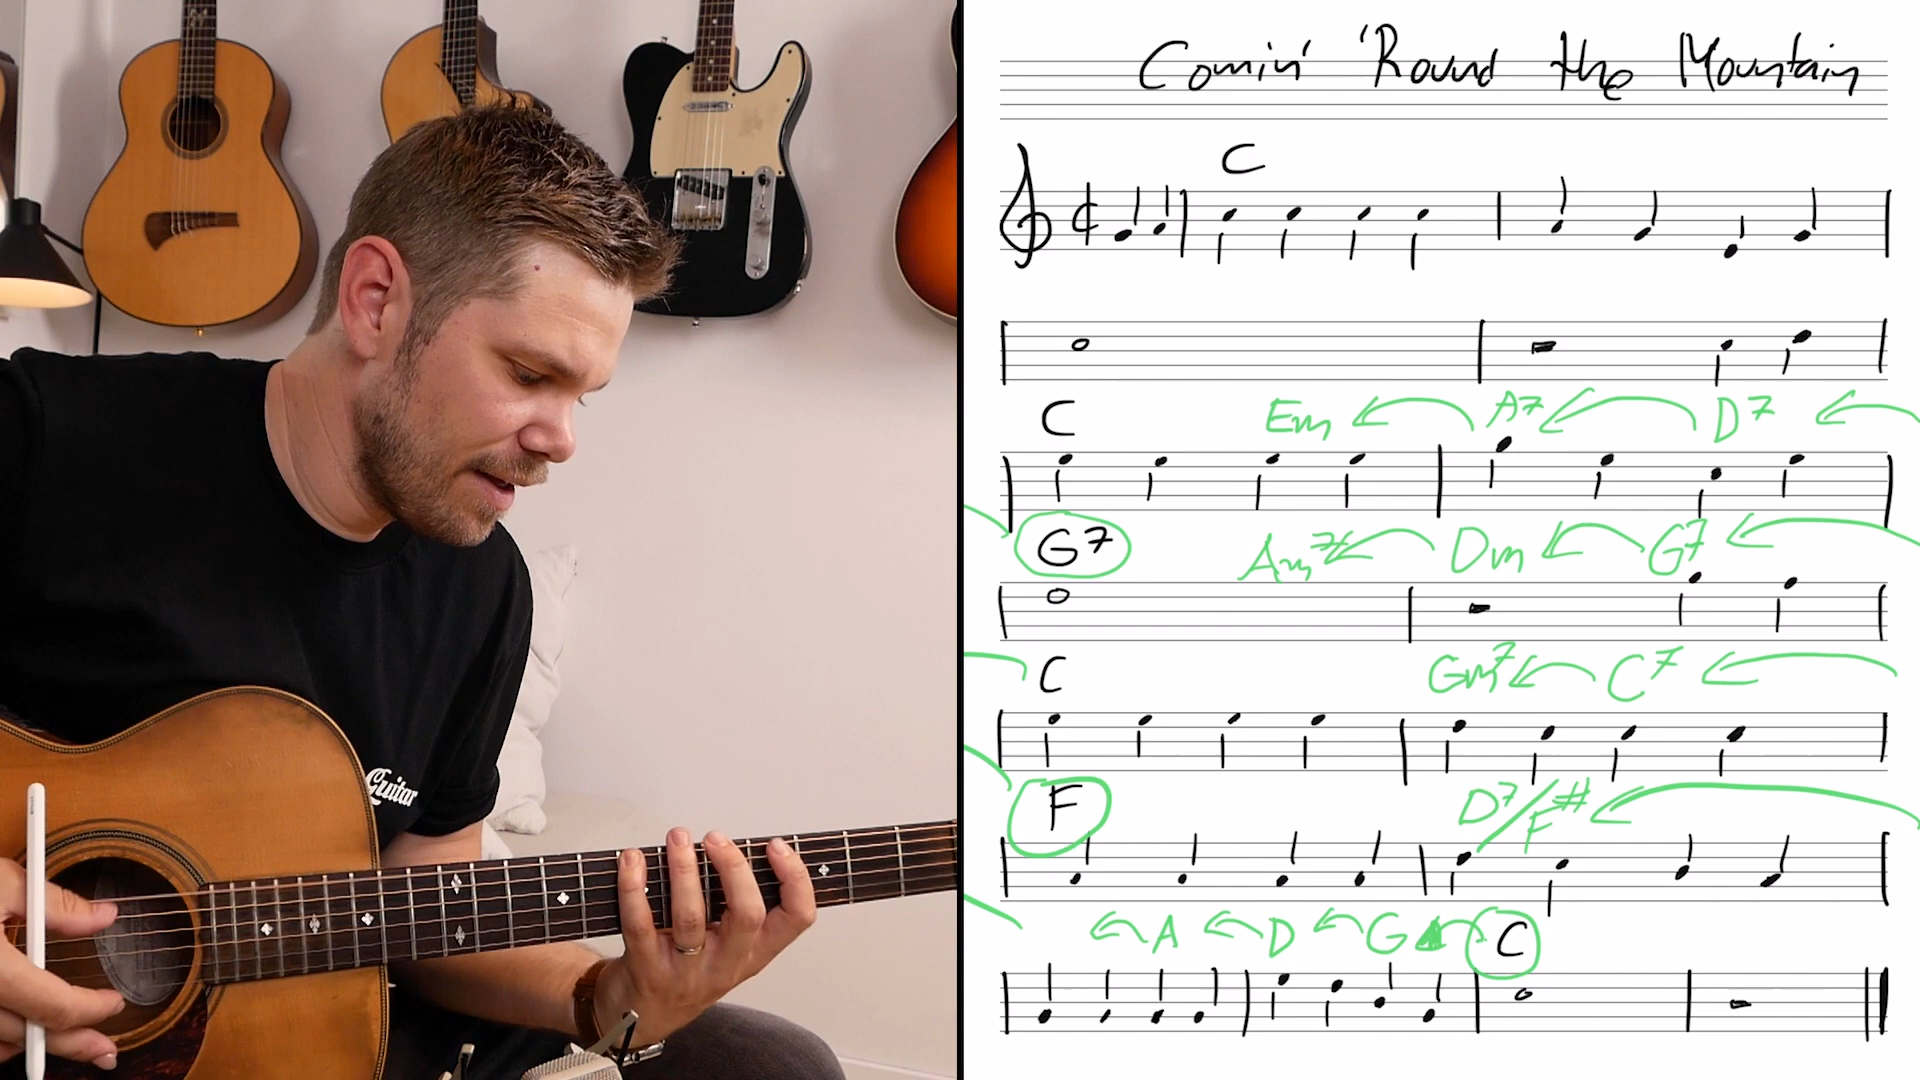 Comin' 'Round the Mountain
C
C Em A7 D7
G7 Am7 Dm G7
C Gm7 C7
F D7/F#
A D G C
Guitar